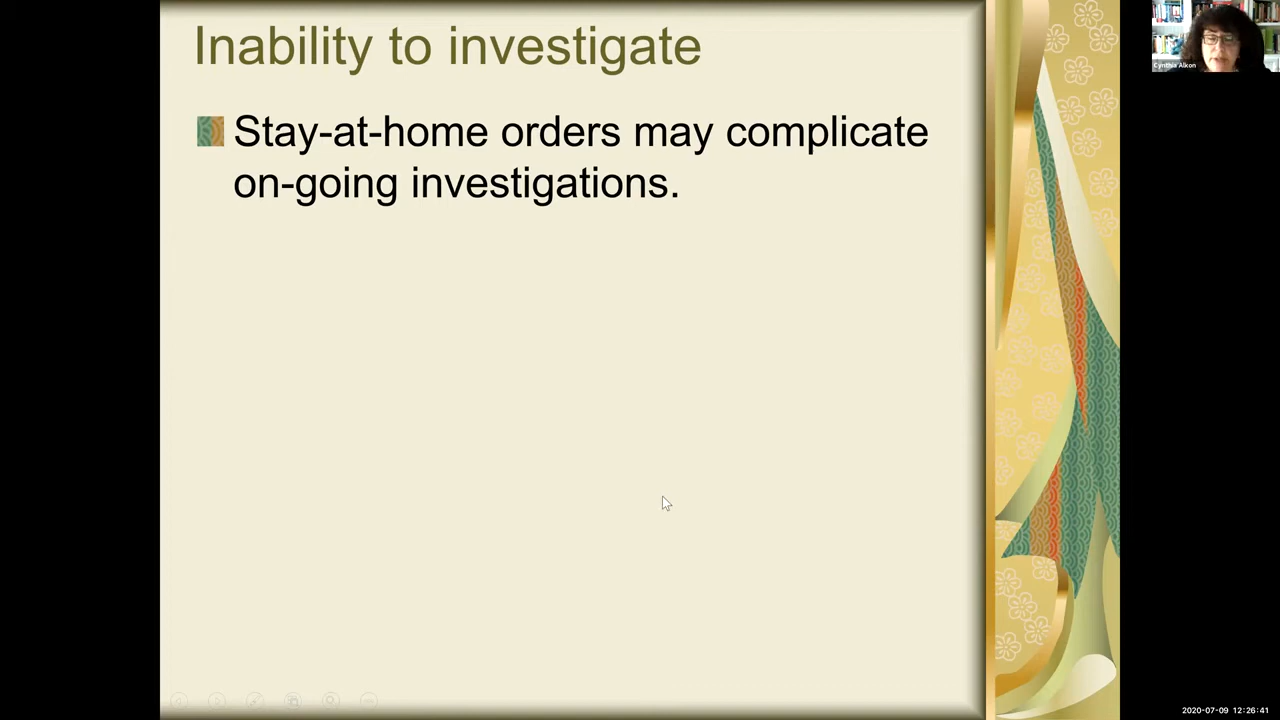 Inability to investigate
Stay-at-home orders may complicate
on-going investigations.
Cynthia Alkon
2020-07-09 12:26:41